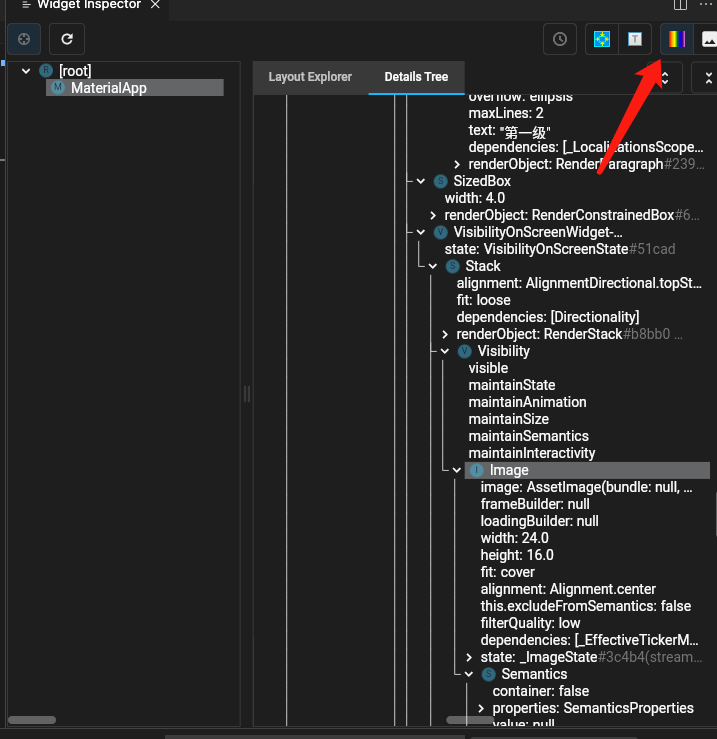 Widget Inspector
[root]
MaterialApp
Layout Explorer
Details Tree
overflow: ellipsis
maxLines: 2
text: "第一级"
dependencies: [_LocalizationsScope...
renderObject: RenderParagraph#239...
SizedBox
width: 4.0
renderObject: RenderConstrainedBox#6...
VisibilityOnScreenWidget-...
state: VisibilityOnScreenState#51cad
Stack
alignment: AlignmentDirectional.topSt...
fit: loose
dependencies: [Directionality]
renderObject: RenderStack#b8bb0 ...
Visibility
visible
maintainState
maintainAnimation
maintainSize
maintainSemantics
maintainInteractivity
Image
image: AssetImage(bundle: null, ...
frameBuilder: null
loadingBuilder: null
width: 24.0
height: 16.0
fit: cover
alignment: Alignment.center
this.excludeFromSemantics: false
filterQuality: low
dependencies: [_EffectiveTickerM...
state: _ImageState#3c4b4(stream...
Semantics
container: false
properties: SemanticsProperties
value: null